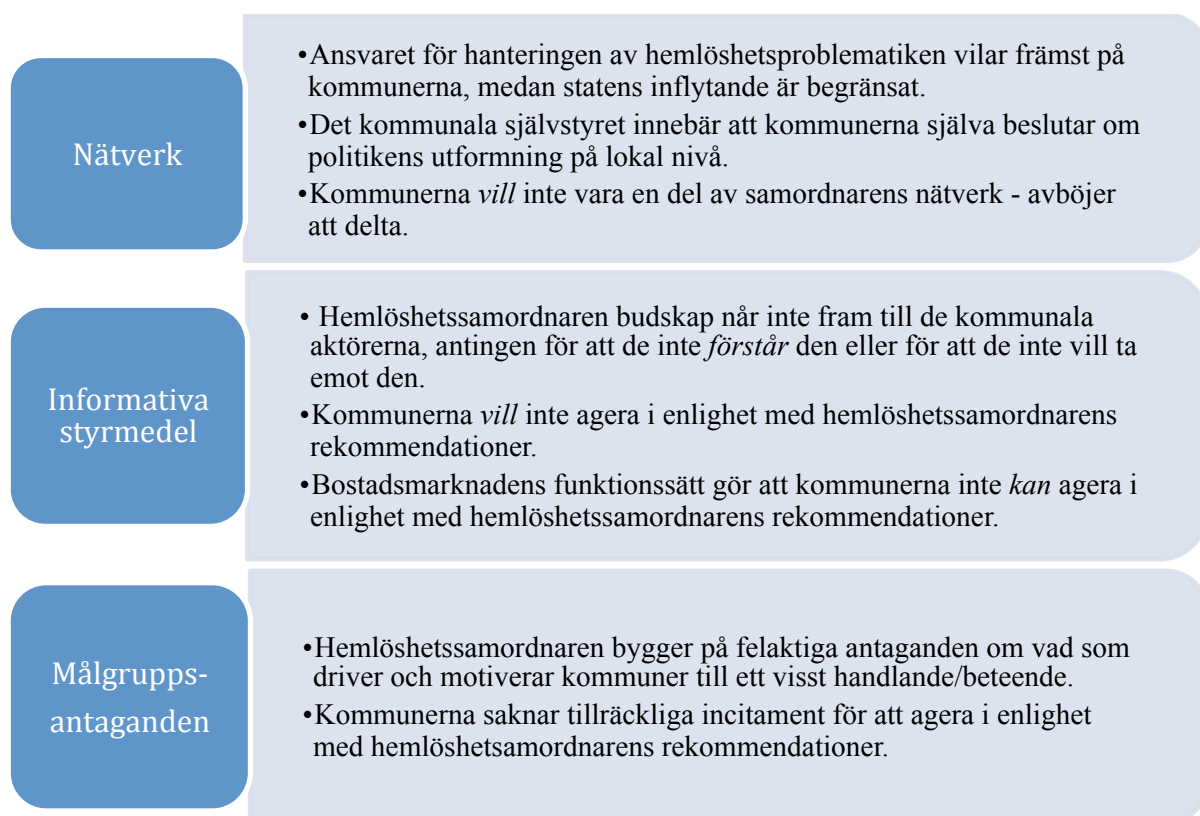 Nätverk
•Ansvaret för hanteringen av hemlöshetsproblematiken vilar främst på
kommunerna, medan statens inflytande är begränsat.
•Det kommunala självstyret innebär att kommunerna själva beslutar om
politikens utformning på lokal nivå.
•Kommunerna vill inte vara en del av samordnarens nätverk - avböjer
att delta.
Informativa
styrmedel
• Hemlöshetssamordnaren budskap når inte fram till de kommunala
aktörerna, antingen för att de inte förstår den eller för att de inte vill ta
emot den.
•Kommunerna vill inte agera i enlighet med hemlöshetssamordnarens
rekommendationer.
•Bostadsmarknadens funktionssätt gör att kommunerna inte kan agera i
enlighet med hemlöshetssamordnarens rekommendationer.
Målgrupps-
antaganden
•Hemlöshetssamordnaren bygger på felaktiga antaganden om vad som
driver och motiverar kommuner till ett visst handlande/beteende.
•Kommunerna saknar tillräckliga incitament för att agera i enlighet
med hemlöshetsamordnarens rekommendationer.